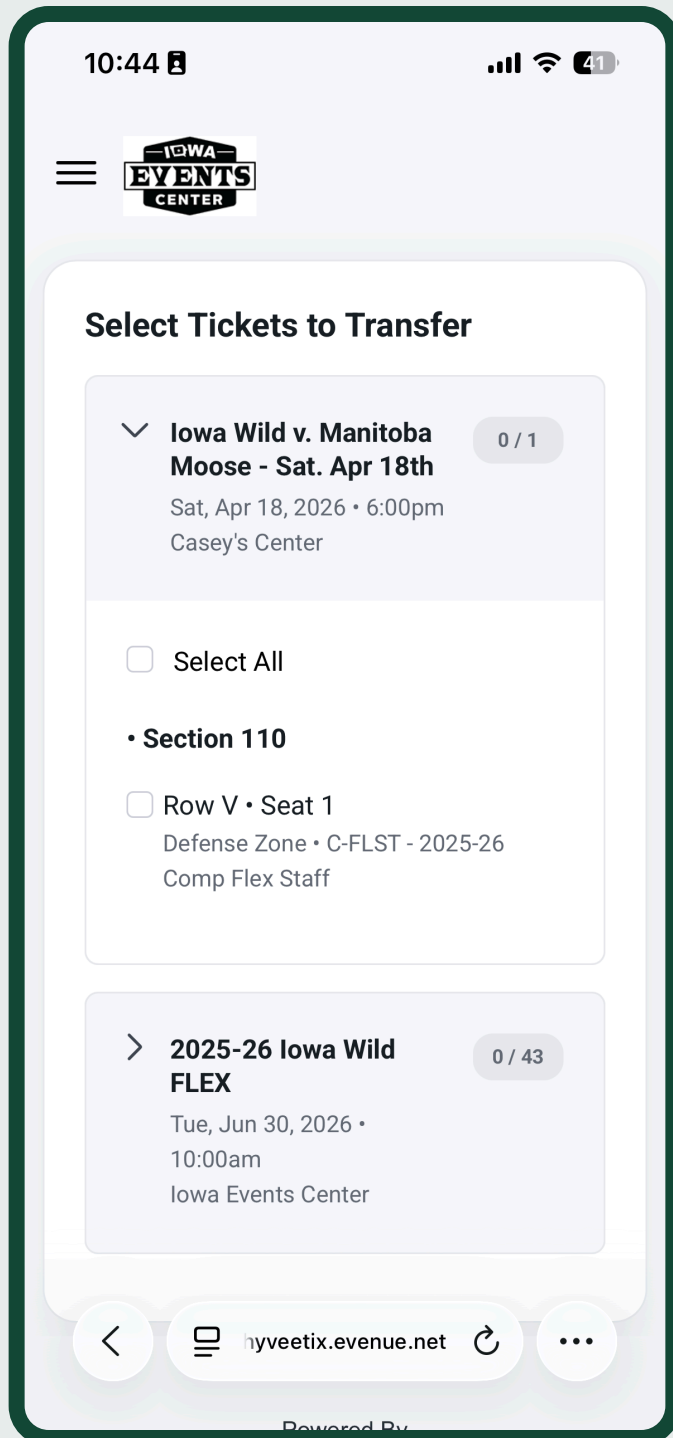 10:44
41
IOWA
EVENTS
CENTER
Select Tickets to Transfer
Iowa Wild v. Manitoba
Moose - Sat. Apr 18th
0 / 1
Sat, Apr 18, 2026 • 6:00pm
Casey's Center
Select All
• Section 110
Row V • Seat 1
Defense Zone • C-FLST - 2025-26
Comp Flex Staff
2025-26 Iowa Wild
FLEX
0 / 43
Tue, Jun 30, 2026 •
10:00am
Iowa Events Center
hyveetix.evenue.net
Powered By